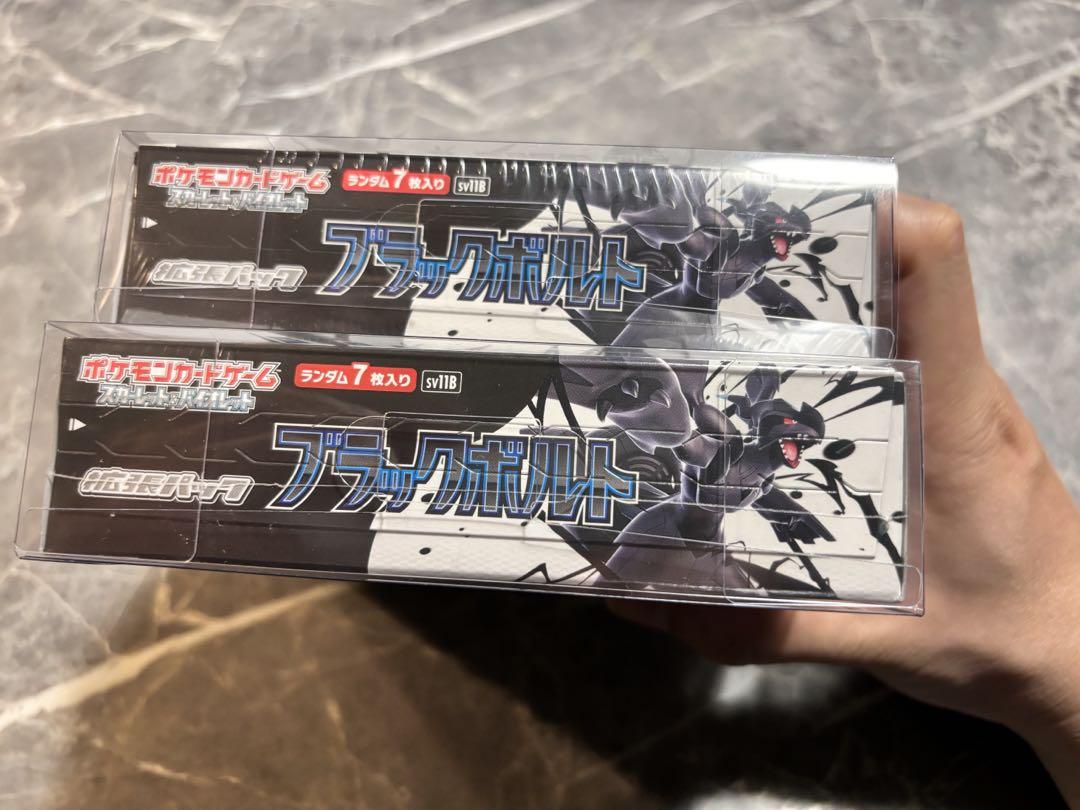 ポケモンカードゲーム
スカーレット&バイオレット
ランダム7枚入り
sv11B
拡張パック
ブラックボルト
ポケモンカードゲーム
スカーレット&バイオレット
ランダム7枚入り
sv11B
拡張パック
ブラックボルト